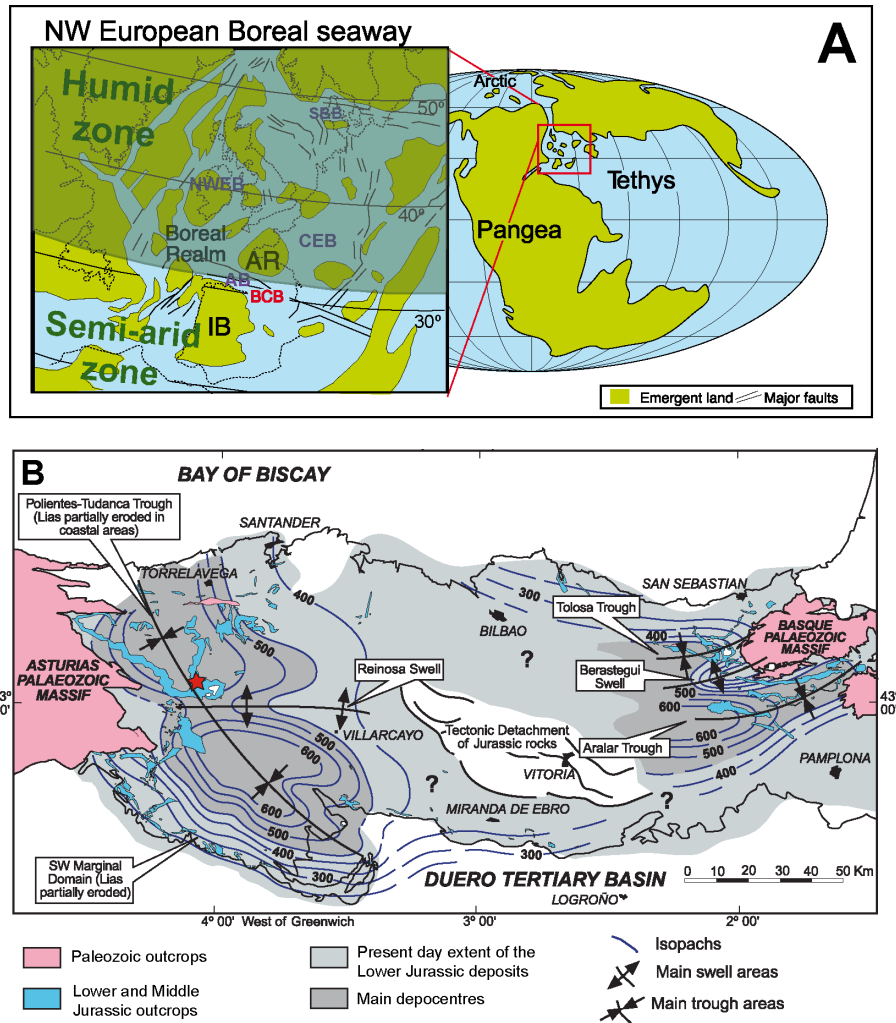 NW European Boreal seaway
A
Humid
zone
SBB
50º
NWEB
40º
Boreal
Realm
CEB
AR
AB
BCB
30º
IB
Semi-arid
zone
Arctic
Tethys
Pangea
Emergent land
Major faults
B
BAY OF BISCAY
Polientes-Tudanca Trough
(Lias partially eroded in
coastal areas)
SANTANDER
TORRELAVEGA
400
300
SAN SEBASTIAN
Tolosa Trough
BILBAO
400
BASQUE
PALAEOZOIC
MASSIF
500
ASTURIAS
PALAEOZOIC
MASSIF
Reinosa Swell
?
Berastegui
Swell
500
600
3º
0'
43º
00'
500
600
VILLARCAYO
Tectonic Detachment
of Jurassic rocks
VITORIA
Aralar Trough
600
500
400
PAMPLONA
?
?
MIRANDA DE EBRO
600
500
400
300
300
SW Marginal
Domain (Lias
partially eroded)
DUERO TERTIARY BASIN
LOGROÑO
0 10 20 30 40 50 Km
4º 00' West of Greenwich
3º 00'
2º 00'
Paleozoic outcrops
Lower and Middle
Jurassic outcrops
Present day extent of the
Lower Jurassic deposits
Main depocentres
Isopachs
Main swell areas
Main trough areas